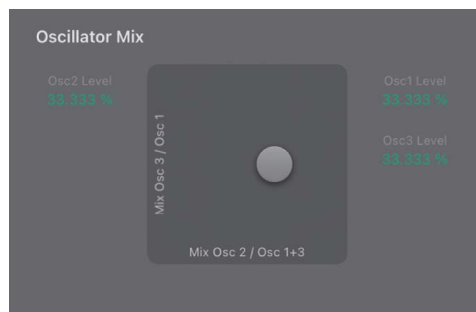 Oscillator Mix
Osc2 Level
33.333 %
Osc1 Level
33.333 %
Osc3 Level
33.333 %
Mix Osc 3 / Osc 1
Mix Osc 2 / Osc 1+3